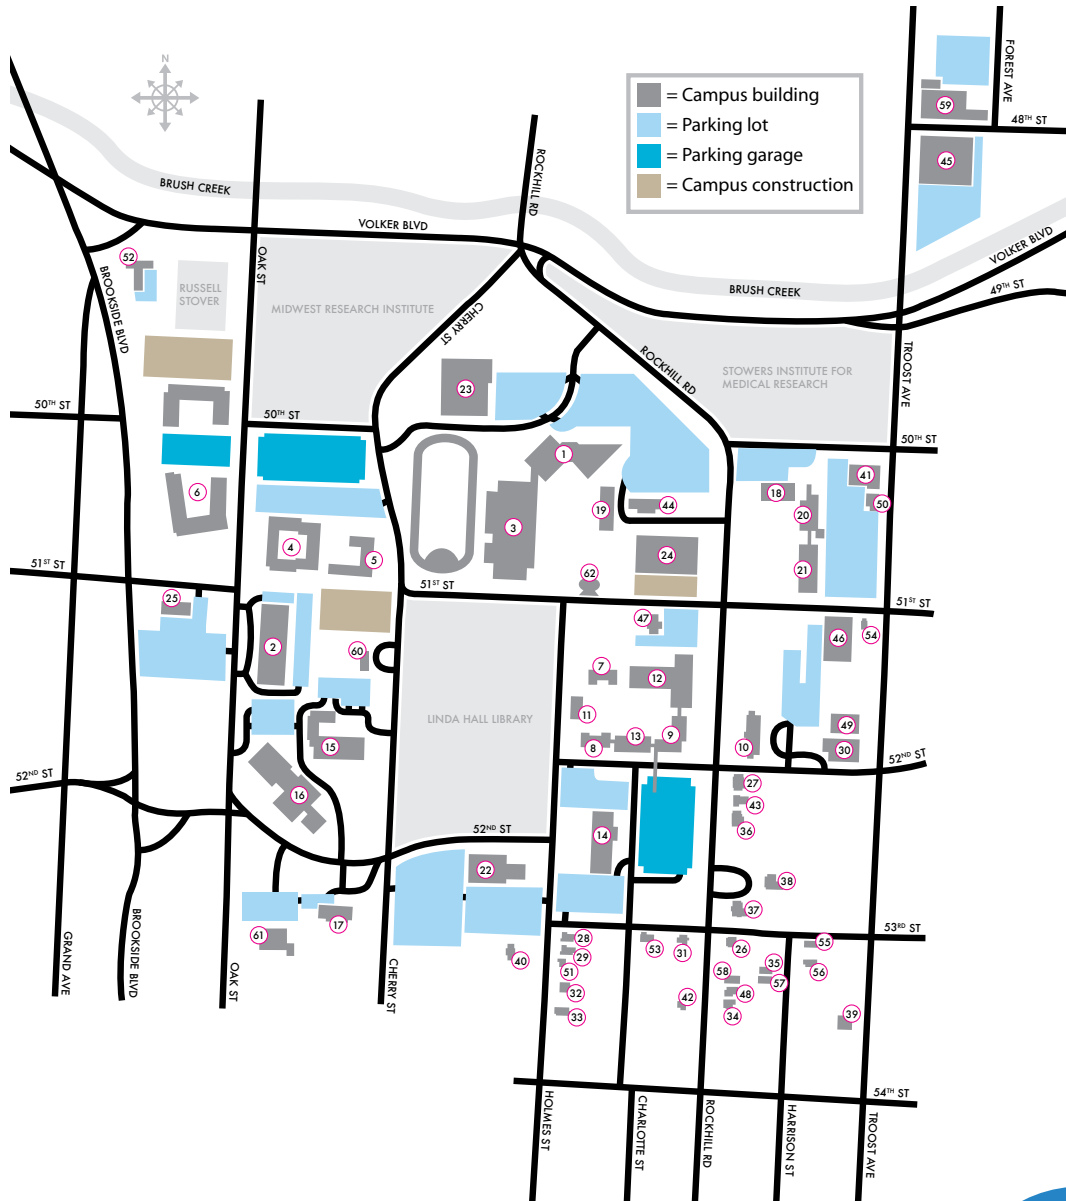 N
= Campus building
= Parking lot
= Parking garage
= Campus construction
FOREST AVE
59
48TH ST
45
BRUSH CREEK
ROCKHILL RD
VOLKER BLVD
VOLKER BLVD
52
OAK ST
RUSSELL
STOVER
BROOKSIDE BLVD
MIDWEST RESEARCH INSTITUTE
CHERRY ST
BRUSH CREEK
49TH ST
ROCKHILL RD
STOWERS INSTITUTE FOR
MEDICAL RESEARCH
TROOST AVE
23
50TH ST
50TH ST
50TH ST
1
41
6
18
50
19
44
20
3
4
5
24
21
51ST ST
62
51ST ST
51ST ST
25
47
54
46
2
60
7
12
11
LINDA HALL LIBRARY
49
9
13
8
10
30
15
52ND ST
52ND ST
27
16
43
36
52ND ST
14
22
38
37
17
BROOKSIDE BLVD
GRAND AVE
53RD ST
61
28
53
31
26
55
29
40
51
35
56
OAK ST
CHERRY ST
58
57
32
48
42
33
34
39
54TH ST
HOLMES ST
CHARLOTTE ST
ROCKHILL RD
HARRISON ST
TROOST AVE